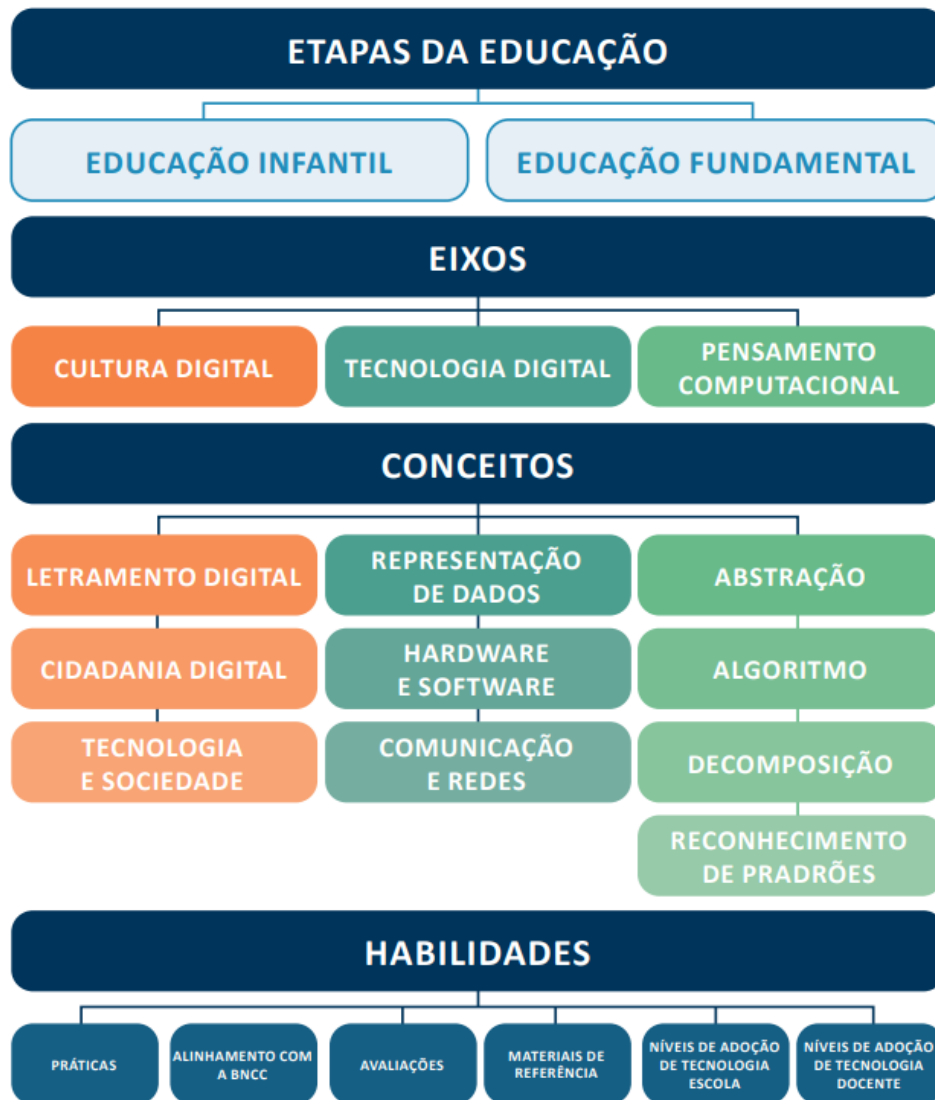 ETAPAS DA EDUCAÇÃO
EDUCAÇÃO INFANTIL
EDUCAÇÃO FUNDAMENTAL
EIXOS
CULTURA DIGITAL
TECNOLOGIA DIGITAL
PENSAMENTO
COMPUTACIONAL
CONCEITOS
LETRAMENTO DIGITAL
REPRESENTAÇÃO
DE DADOS
ABSTRAÇÃO
CIDADANIA DIGITAL
HARDWARE
E SOFTWARE
ALGORITMO
TECNOLOGIA
E SOCIEDADE
COMUNICAÇÃO
E REDES
DECOMPOSIÇÃO
RECONHECIMENTO
DE PRADRÕES
HABILIDADES
PRÁTICAS
ALINHAMENTO COM
A BNCC
AVALIAÇÕES
MATERIAIS DE
REFERÊNCIA
NÍVEIS DE ADOÇÃO
DE TECNOLOGIA
ESCOLA
NÍVEIS DE ADOÇÃO
DE TECNOLOGIA
DOCENTE